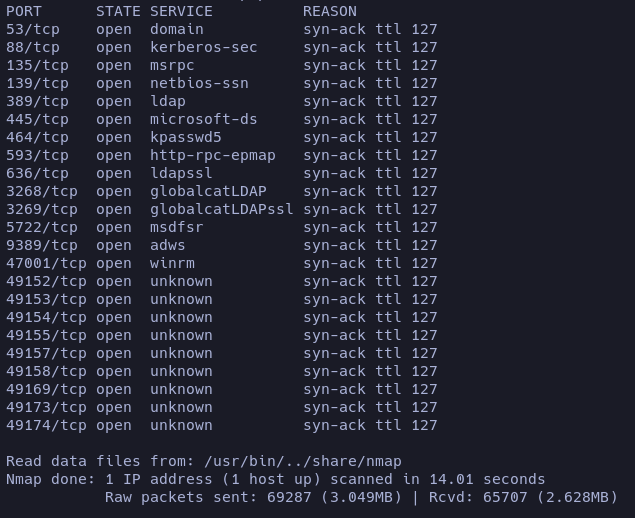 PORT      STATE SERVICE          REASON
53/tcp    open  domain           syn-ack ttl 127
88/tcp    open  kerberos-sec     syn-ack ttl 127
135/tcp   open  msrpc            syn-ack ttl 127
139/tcp   open  netbios-ssn      syn-ack ttl 127
389/tcp   open  ldap             syn-ack ttl 127
445/tcp   open  microsoft-ds     syn-ack ttl 127
464/tcp   open  kpasswd5         syn-ack ttl 127
593/tcp   open  http-rpc-epmap   syn-ack ttl 127
636/tcp   open  ldapssl          syn-ack ttl 127
3268/tcp  open  globalcatLDAP    syn-ack ttl 127
3269/tcp  open  globalcatLDAPssl syn-ack ttl 127
5722/tcp  open  msdfsr           syn-ack ttl 127
9389/tcp  open  adws             syn-ack ttl 127
47001/tcp open  winrm            syn-ack ttl 127
49152/tcp open  unknown          syn-ack ttl 127
49153/tcp open  unknown          syn-ack ttl 127
49154/tcp open  unknown          syn-ack ttl 127
49155/tcp open  unknown          syn-ack ttl 127
49157/tcp open  unknown          syn-ack ttl 127
49158/tcp open  unknown          syn-ack ttl 127
49169/tcp open  unknown          syn-ack ttl 127
49173/tcp open  unknown          syn-ack ttl 127
49174/tcp open  unknown          syn-ack ttl 127

Read data files from: /usr/bin/../share/nmap
Nmap done: 1 IP address (1 host up) scanned in 14.01 seconds
           Raw packets sent: 69287 (3.049MB) | Rcvd: 65707 (2.628MB)